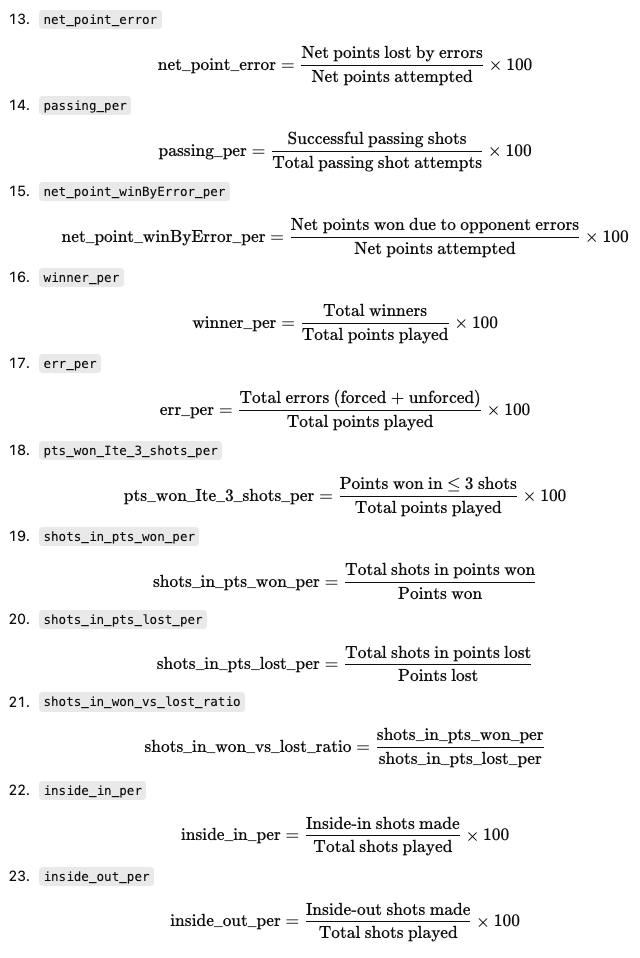 13. net_point_error
net_point_error = Net points lost by errors / Net points attempted × 100
14. passing_per
passing_per = Successful passing shots / Total passing shot attempts × 100
15. net_point_winByError_per
net_point_winByError_per = Net points won due to opponent errors / Net points attempted × 100
16. winner_per
winner_per = Total winners / Total points played × 100
17. err_per
err_per = Total errors (forced + unforced) / Total points played × 100
18. pts_won_Ite_3_shots_per
pts_won_Ite_3_shots_per = Points won in ≤ 3 shots / Total points played × 100
19. shots_in_pts_won_per
shots_in_pts_won_per = Total shots in points won / Points won
20. shots_in_pts_lost_per
shots_in_pts_lost_per = Total shots in points lost / Points lost
21. shots_in_won_vs_lost_ratio
shots_in_won_vs_lost_ratio = shots_in_pts_won_per / shots_in_pts_lost_per
22. inside_in_per
inside_in_per = Inside-in shots made / Total shots played × 100
23. inside_out_per
inside_out_per = Inside-out shots made / Total shots played × 100